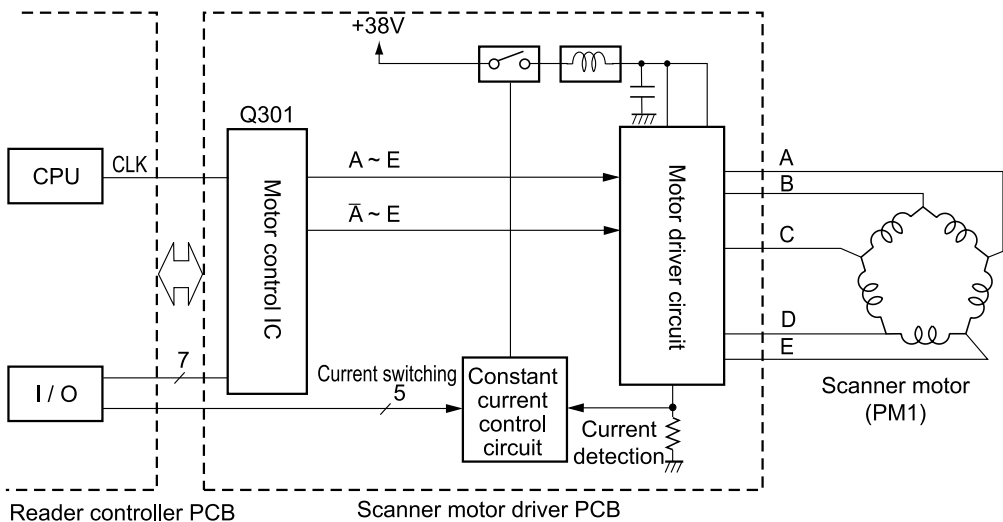 +38V
Q301
CPU
CLK
A ~ E
A̅ ~ E
Motor control IC
Motor driver circuit
A
B
C
D
E
I / O
7
Current switching
5
Constant
current
control
circuit
Current
detection
Scanner motor
(PM1)
Reader controller PCB
Scanner motor driver PCB